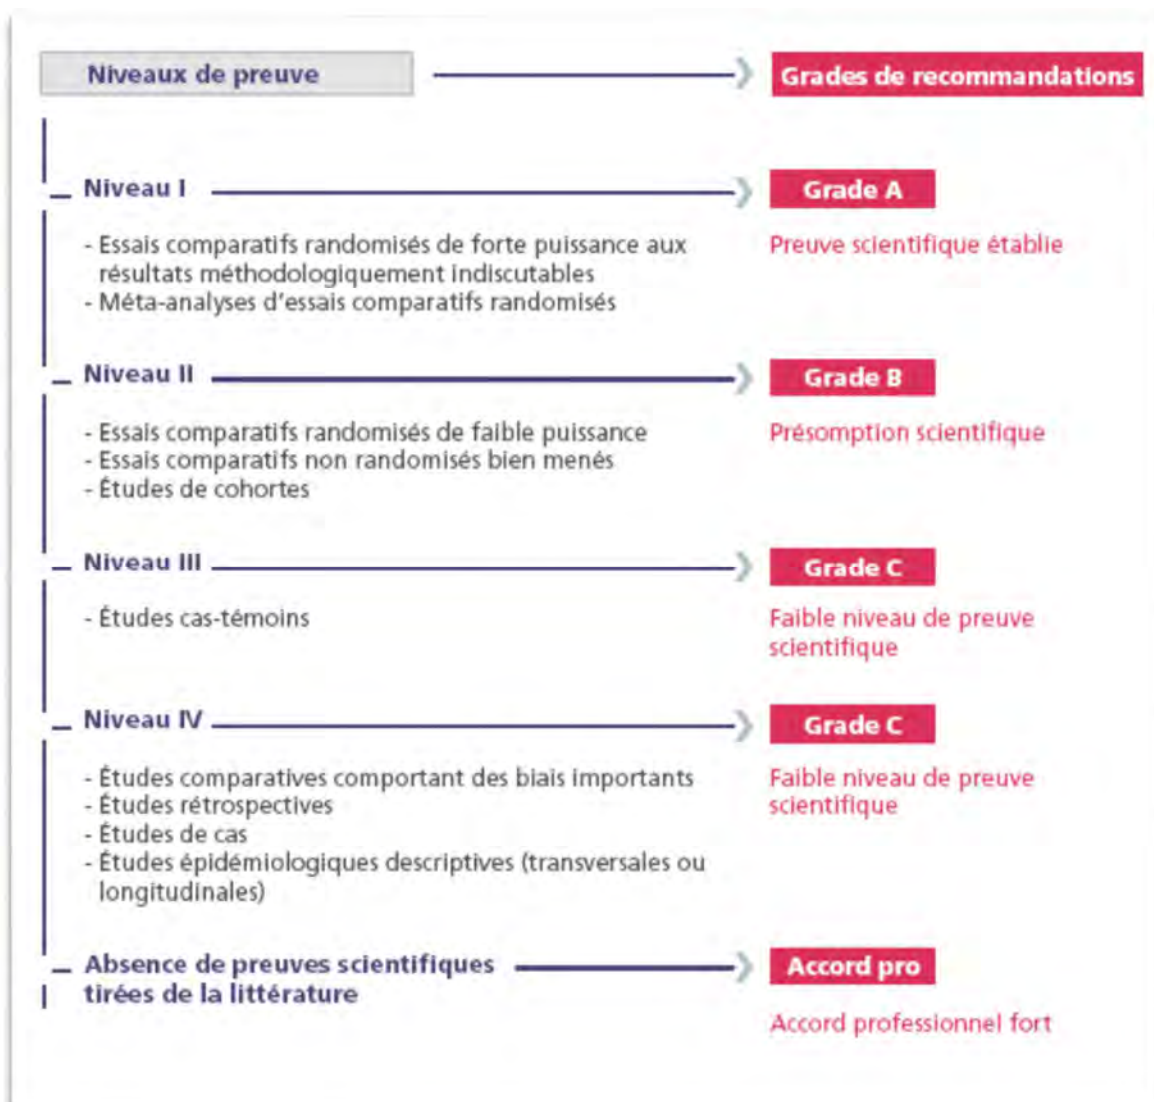 Niveaux de preuve
Grades de recommandations
Niveau I
Grade A
- Essais comparatifs randomisés de forte puissance aux
résultats méthodologiquement indiscutables
- Méta-analyses d'essais comparatifs randomisés
Preuve scientifique établie
Niveau II
Grade B
- Essais comparatifs randomisés de faible puissance
- Essais comparatifs non randomisés bien menés
- Études de cohortes
Présomption scientifique
Niveau III
Grade C
- Études cas-témoins
Faible niveau de preuve
scientifique
Niveau IV
Grade C
- Études comparatives comportant des biais importants
- Études rétrospectives
- Études de cas
- Études épidémiologiques descriptives (transversales ou
longitudinales)
Faible niveau de preuve
scientifique
Absence de preuves scientifiques
tirées de la littérature
Accord pro
Accord professionnel fort